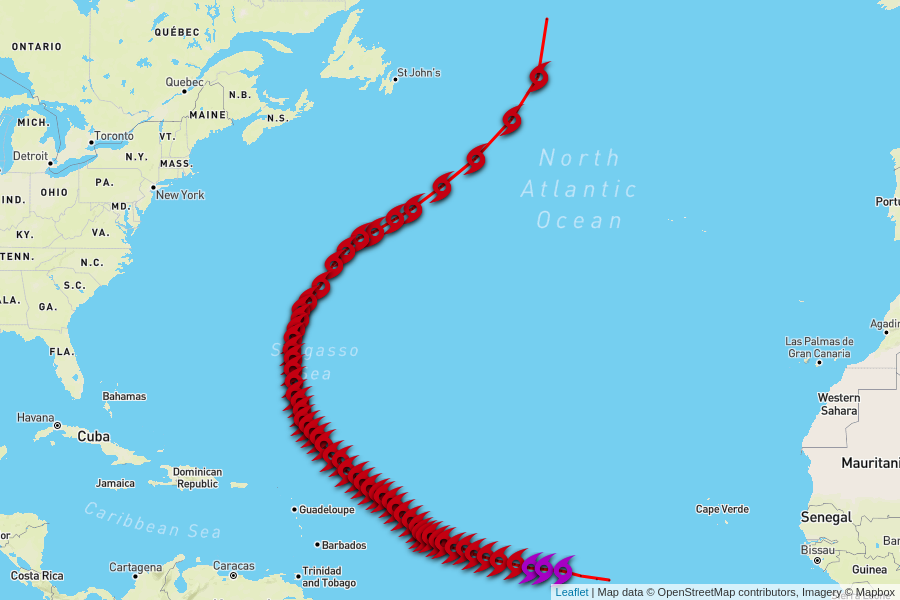 QUÉBEC
ONTARIO
St John's
Quebec
N.B.
MAINE
N.S.
MICH.
Toronto
VT.
Detroit
N.Y.
MASS.
North
Atlantic
Ocean
PA.
OHIO
New York
IND.
MD.
Portu
KY.
VA.
TENN.
N.C.
S.C.
ALA.
GA.
Agadir
Las Palmas de
Gran Canaria
FLA.
Sargasso
Sea
Bahamas
Western
Sahara
Havana
Cuba
Mauritani
Dominican
Republic
Jamaica
Guadeloupe
Cape Verde
Senegal
Caribbean Sea
Barbados
Bissau
Ban
Cartagena
Caracas
Trinidad
and Tobago
Costa Rica
Guinea
Leaflet | Map data © OpenStreetMap contributors, Imagery © Mapbox